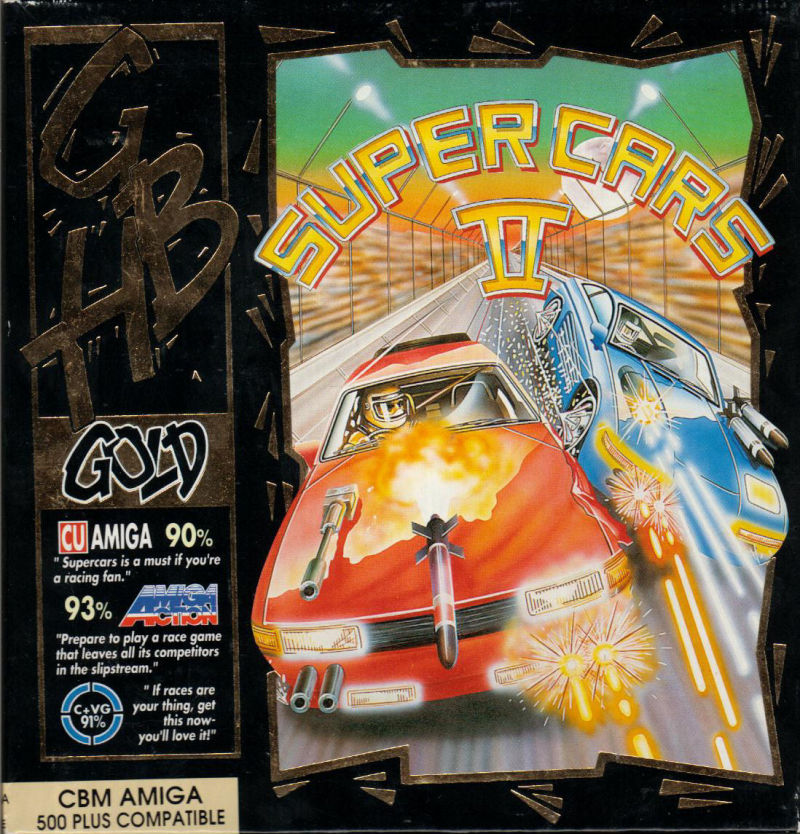 GBH
GOLD
CU AMIGA 90%
"Supercars is a must if you're
a racing fan."
93% AMIGA
ACTION
"Prepare to play a race game
that leaves all its competitors
in the slipstream."
C+VG
91%
"If races are
your thing, get
this now-
you'll love it!"
CBM AMIGA
500 PLUS COMPATIBLE
SUPER CARS
II